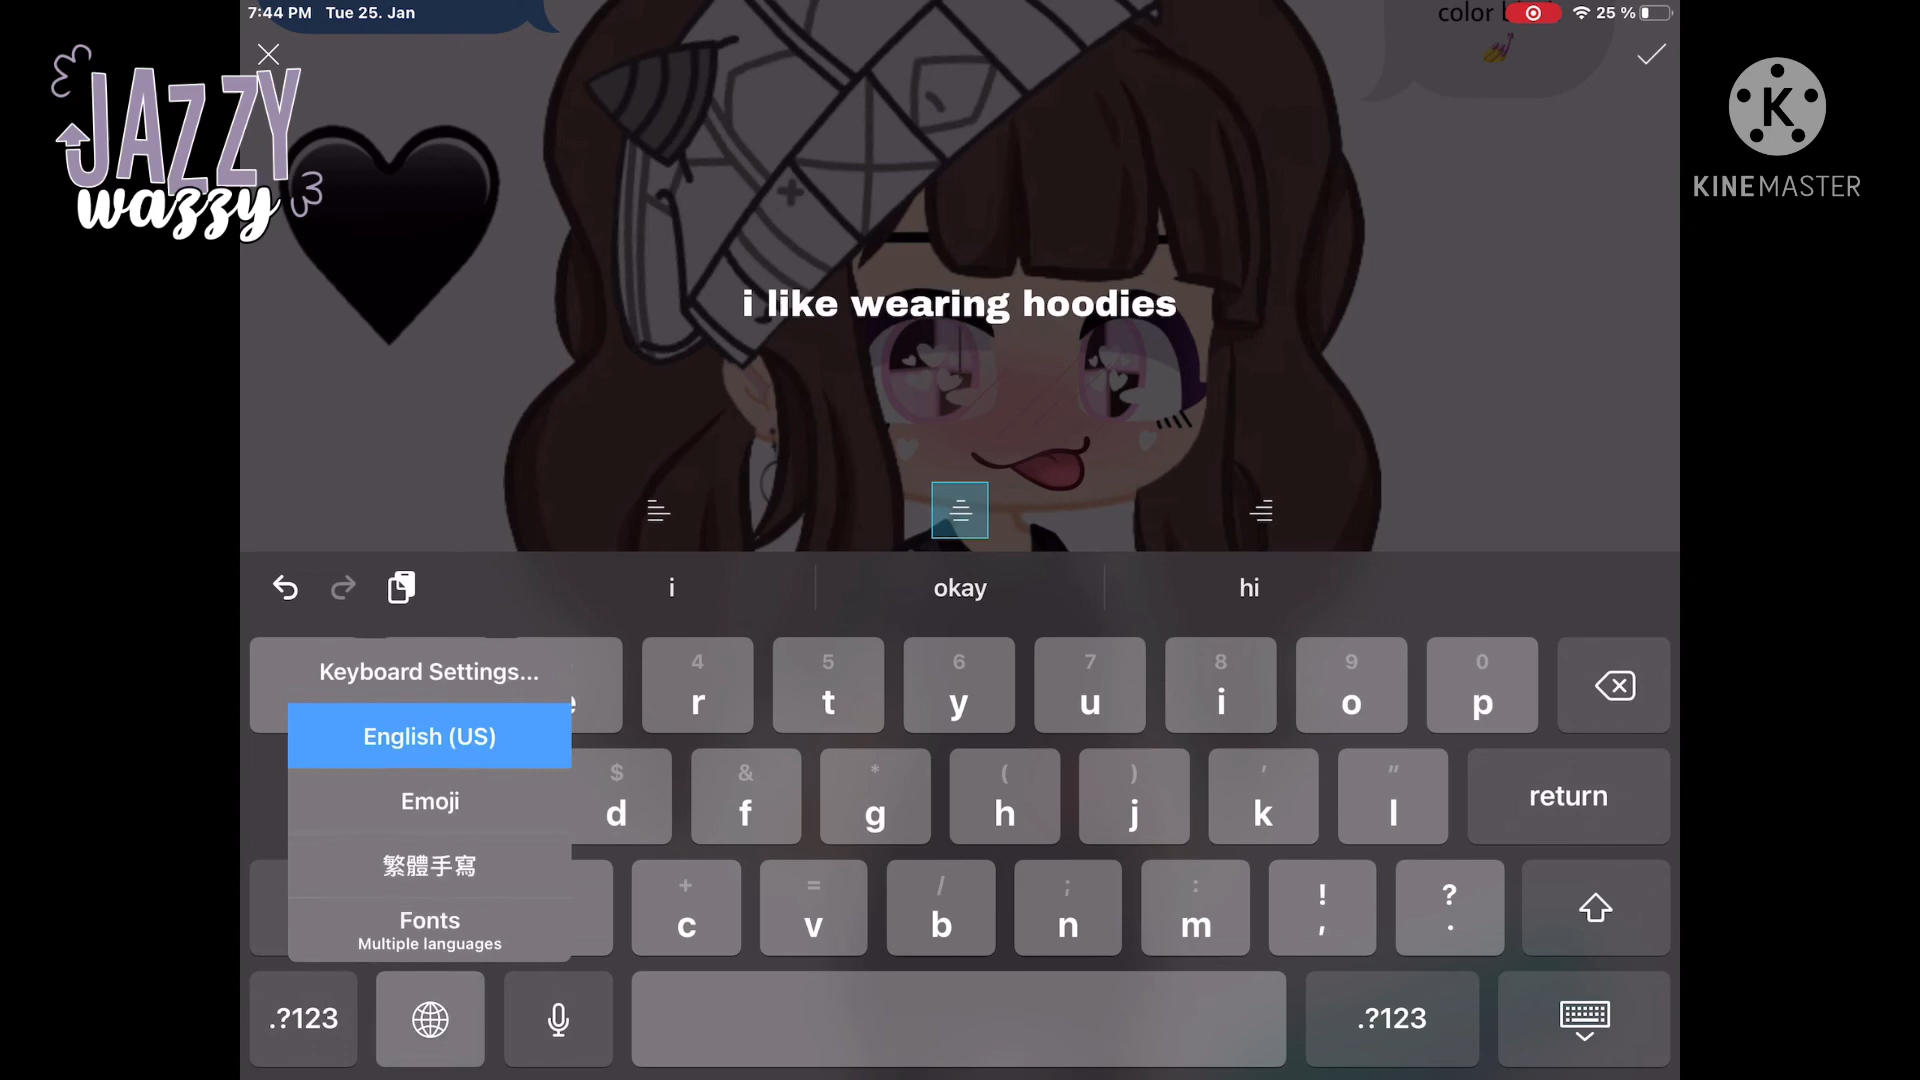 7:44 PM Tue 25. Jan
color
25 %
JAZZY
wazzy
K
KINEMASTER
i like wearing hoodies
i okay hi
Keyboard Settings...
English (US)
Emoji
繁體手寫
Fonts
Multiple languages
4 5 6 7 8 9 0
r t y u i o p
$ & * ( ) ' "
d f g h j k l return
+ = / ; : ! ?
c v b n m , .
.?123 .?123